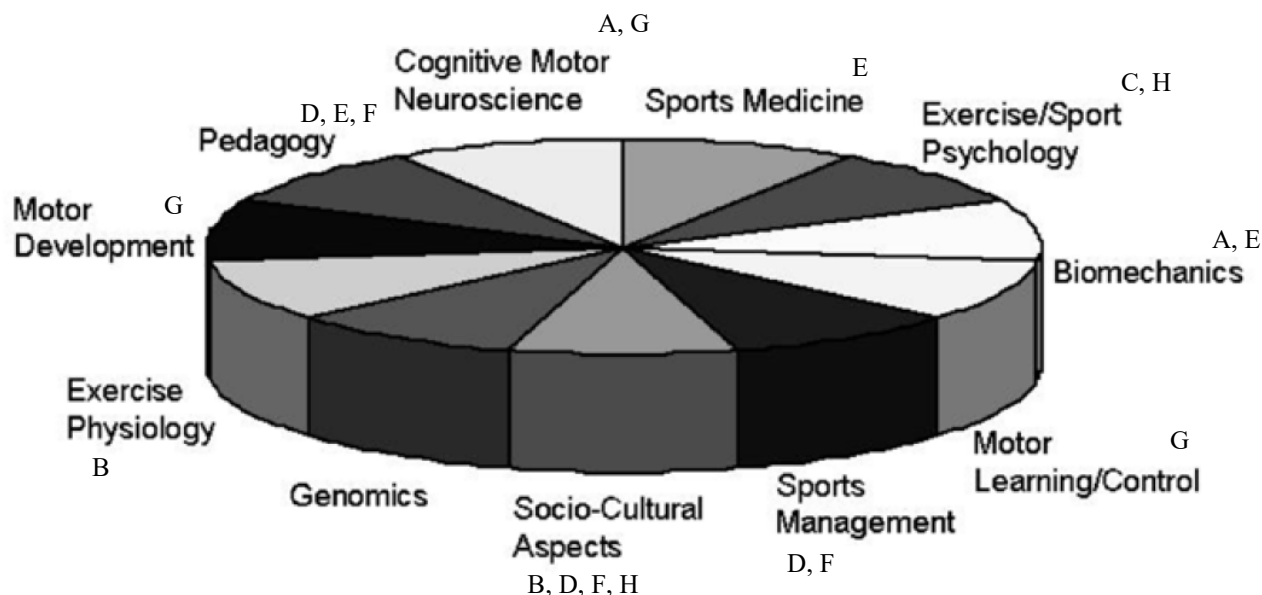 A, G
Cognitive Motor
Neuroscience
E
Sports Medicine
C, H
Exercise/Sport
Psychology
D, E, F
Pedagogy
G
Motor
Development
A, E
Biomechanics
Exercise
Physiology
B
Genomics
Socio-Cultural
Aspects
B, D, F, H
Sports
Management
D, F
Motor
Learning/Control
G